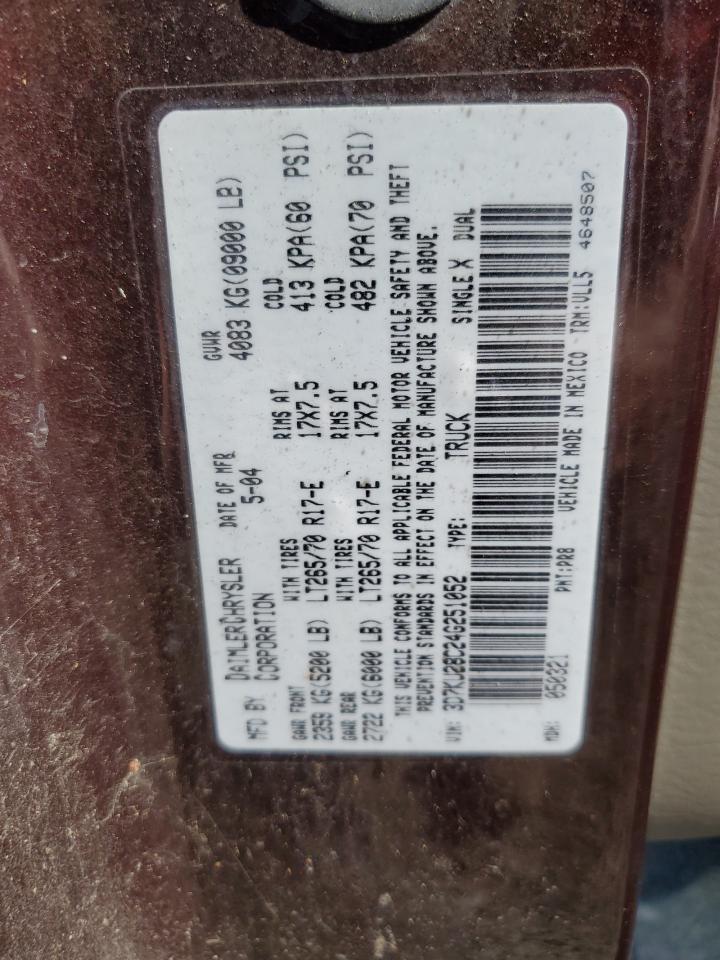 MFD BY DAIMLERCHRYSLER CORPORATION DATE OF MFR 5-04 GVWR 4083 KG(09000 LB)
GAWR FRONT WITH TIRES RIMS AT COLD
2359 KG(5200 LB) LT265/70 R17-E 17X7.5 413 KPA(60 PSI)
GAWR REAR WITH TIRES RIMS AT COLD
2722 KG(6000 LB) LT265/70 R17-E 17X7.5 482 KPA(70 PSI)
THIS VEHICLE CONFORMS TO ALL APPLICABLE FEDERAL MOTOR VEHICLE SAFETY AND THEFT
PREVENTION STANDARDS IN EFFECT ON THE DATE OF MANUFACTURE SHOWN ABOVE.
VIN: 3D7KU28C24G251052 TYPE: TRUCK SINGLE X DUAL
MDH: 050321 PNT:PR8 VEHICLE MADE IN MEXICO TRM:VLL5 4648507